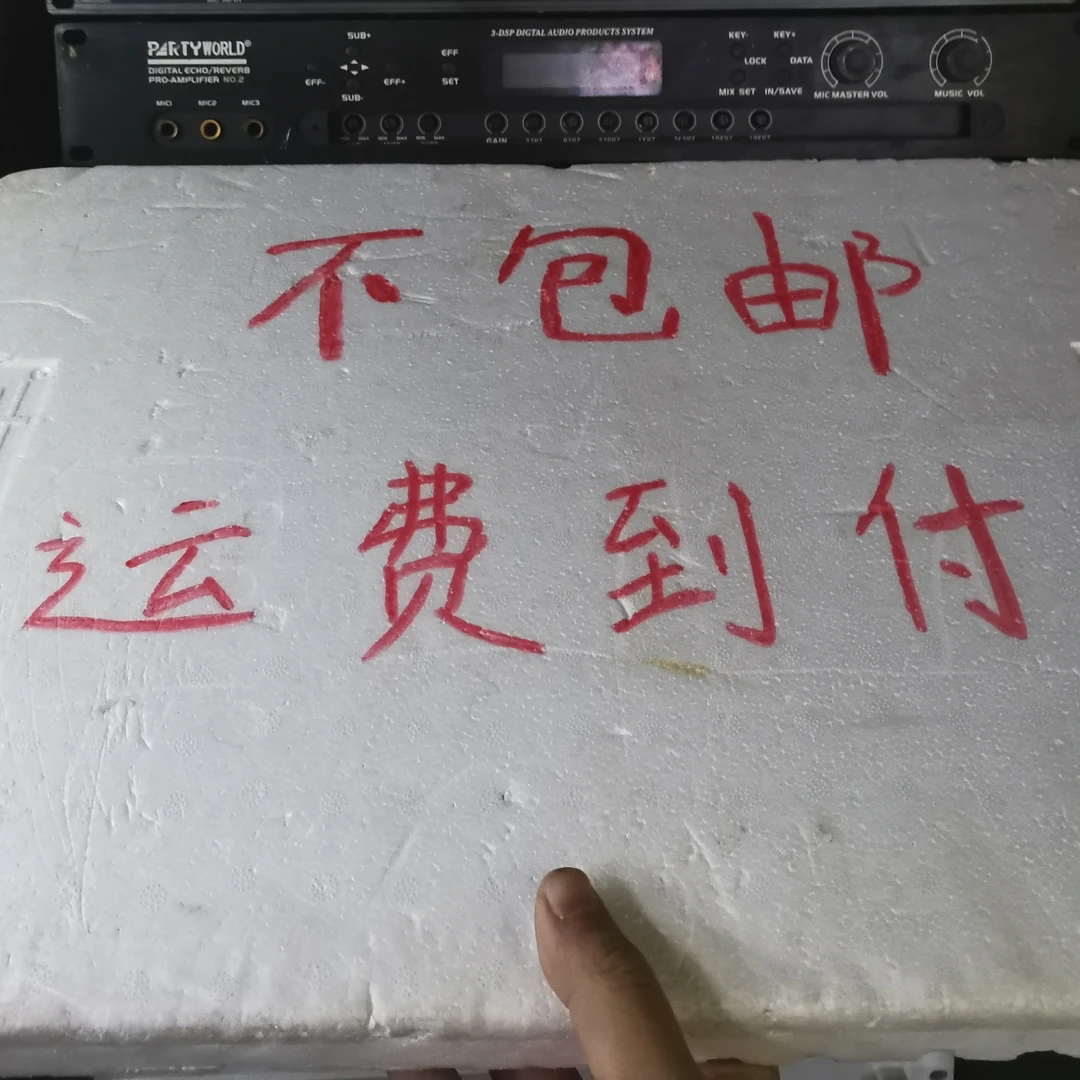 PARTYWORLD®
DIGITAL ECHO/REVERB
PRO-AMPLIFIER NO.2
MIC1 MIC2 MIC3
SUB+
EFF- EFF+
SUB-
EFF
SET
3-DSP DIGTAL AUDIO PRODUCTS SYSTEM
KEY- KEY+
LOCK DATA
MIX SET IN/SAVE
MIC MASTER VOL
MUSIC VOL
GAIN
不包邮
运费到付